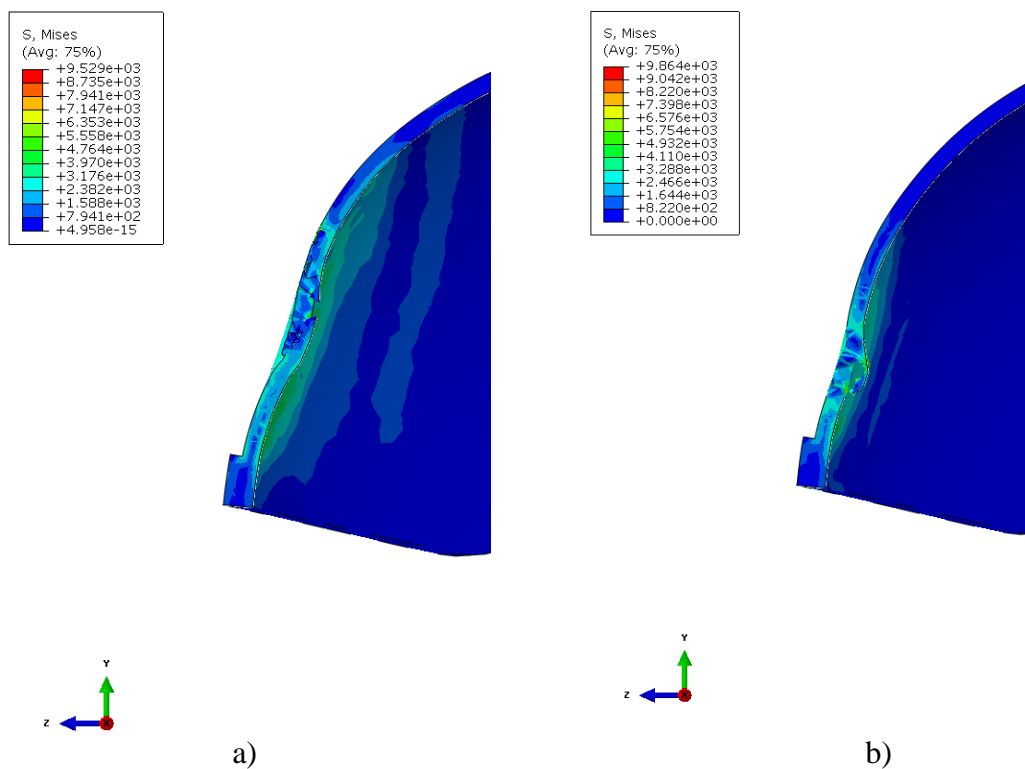 S, Mises
(Avg: 75%)
+9.529e+03
+8.735e+03
+7.941e+03
+7.147e+03
+6.353e+03
+5.558e+03
+4.764e+03
+3.970e+03
+3.176e+03
+2.382e+03
+1.588e+03
+7.941e+02
+4.958e-15
S, Mises
(Avg: 75%)
+9.864e+03
+9.042e+03
+8.220e+03
+7.398e+03
+6.576e+03
+5.754e+03
+4.932e+03
+4.110e+03
+3.288e+03
+2.466e+03
+1.644e+03
+8.220e+02
+0.000e+00
Y
Z
X
Y
Z
X
a)
b)